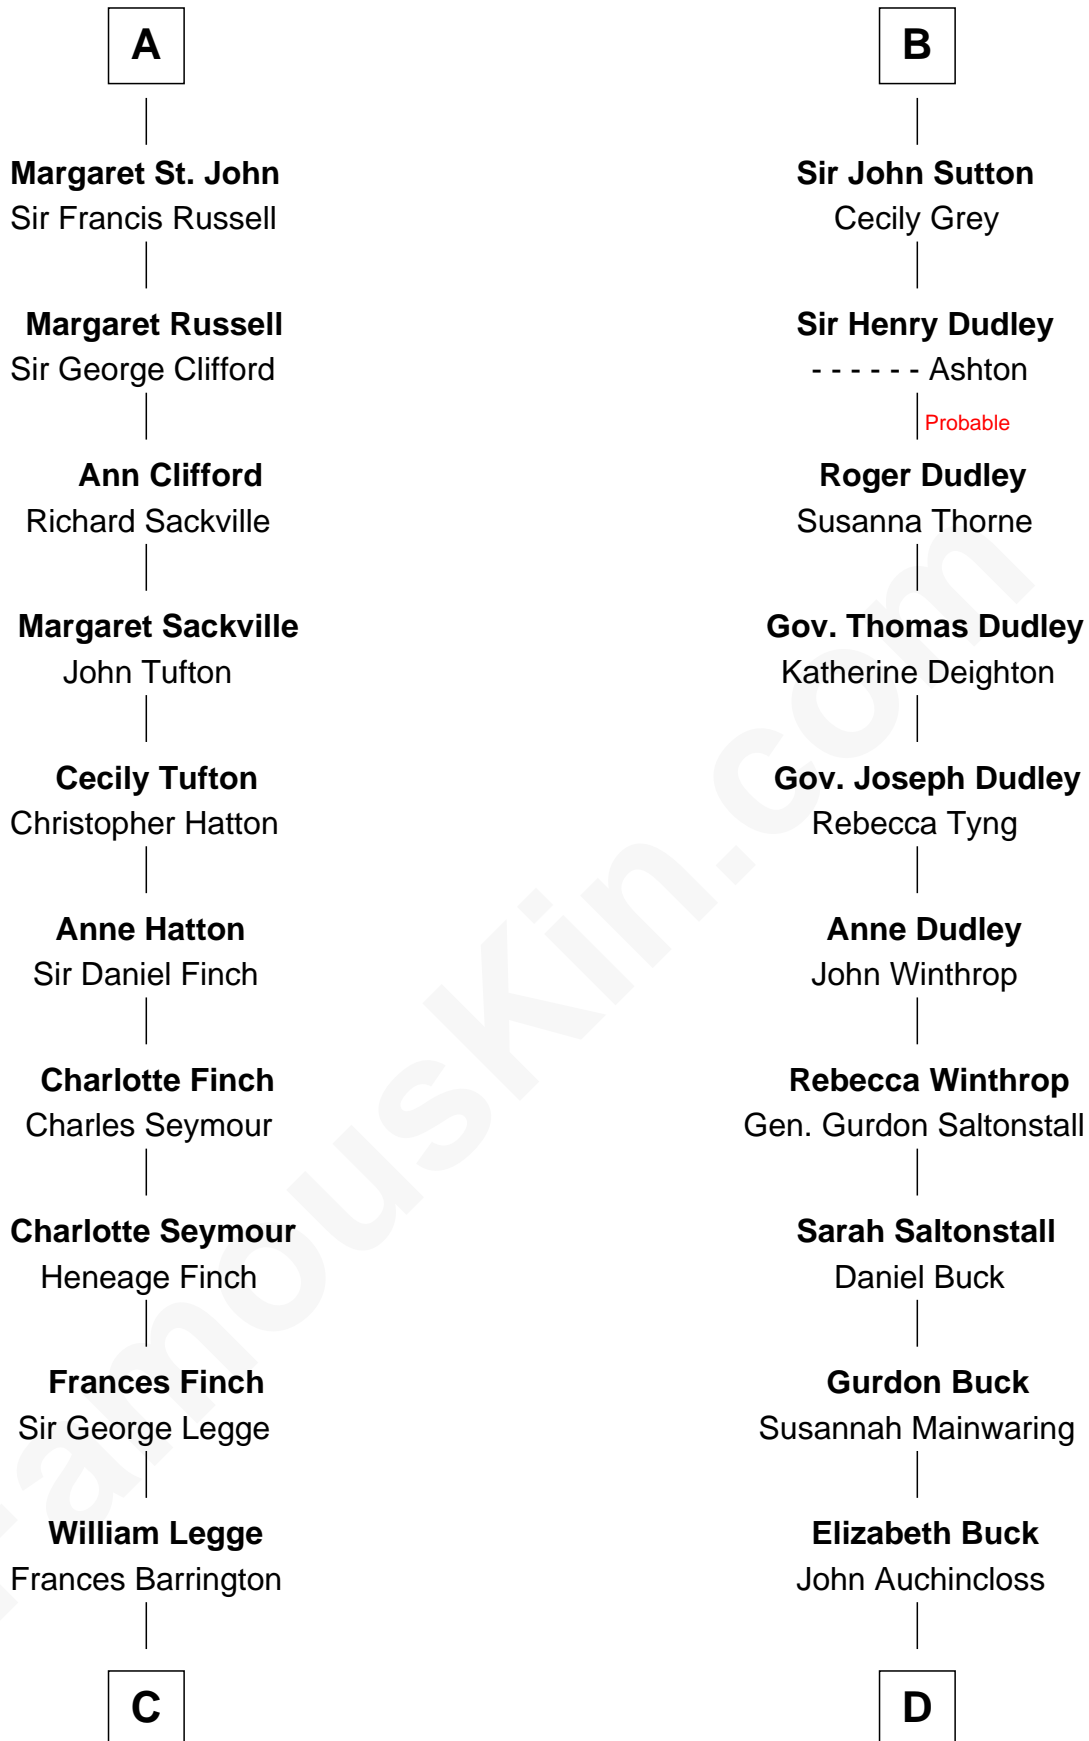 A
Margaret St. John
Sir Francis Russell
Margaret Russell
Sir George Clifford
Ann Clifford
Richard Sackville
Margaret Sackville
John Tufton
Cecily Tufton
Christopher Hatton
Anne Hatton
Sir Daniel Finch
Charlotte Finch
Charles Seymour
Charlotte Seymour
Heneage Finch
Frances Finch
Sir George Legge
William Legge
Frances Barrington
C
B
Sir John Sutton
Cecily Grey
Sir Henry Dudley
- - - - - - Ashton
Probable
Roger Dudley
Susanna Thorne
Gov. Thomas Dudley
Katherine Deighton
Gov. Joseph Dudley
Rebecca Tyng
Anne Dudley
John Winthrop
Rebecca Winthrop
Gen. Gurdon Saltonstall
Sarah Saltonstall
Daniel Buck
Gurdon Buck
Susannah Mainwaring
Elizabeth Buck
John Auchincloss
D
FamousKin.com